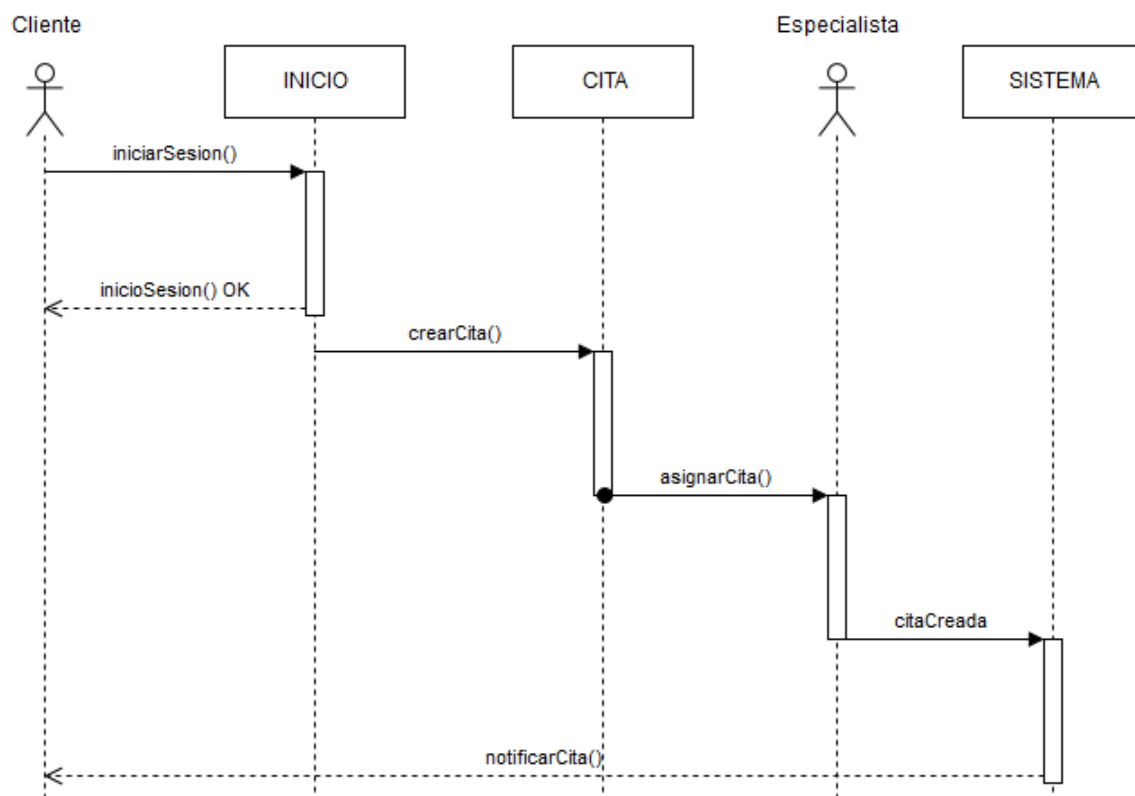 Cliente
Especialista
INICIO
CITA
SISTEMA
iniciarSesion()
inicioSesion() OK
crearCita()
asignarCita()
citaCreada
notificarCita()